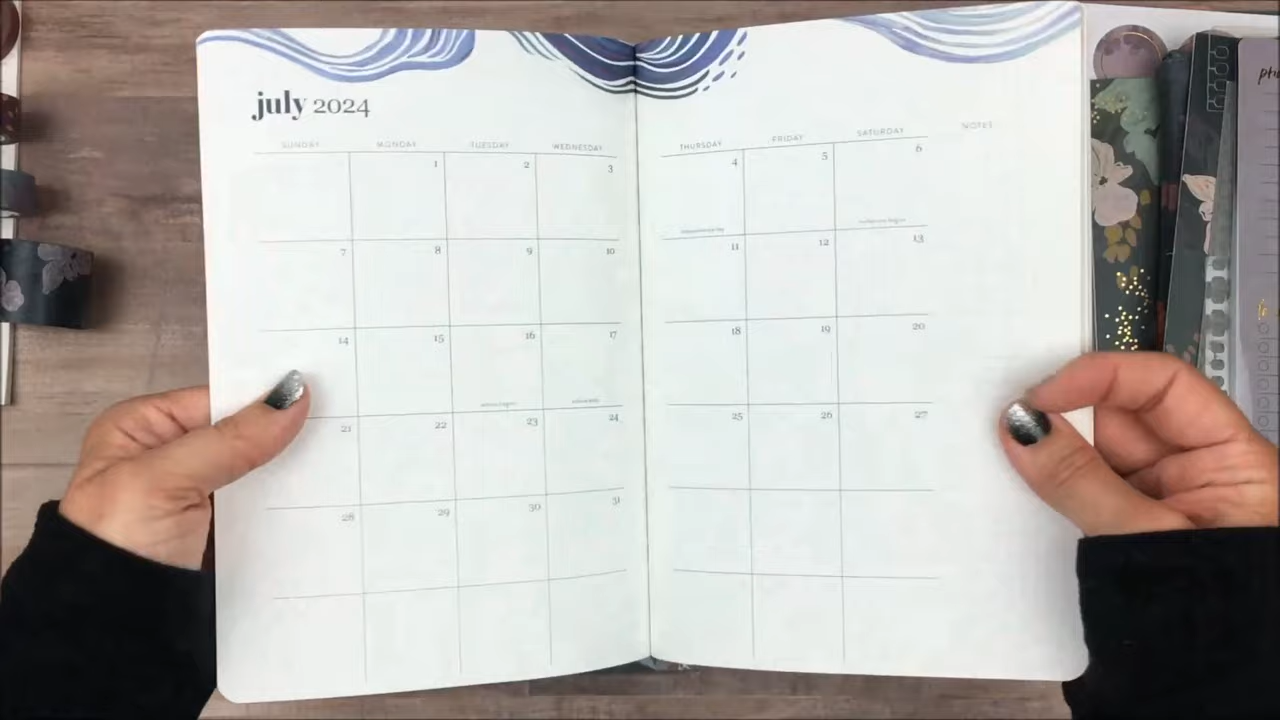 july 2024
SUNDAY MONDAY TUESDAY WEDNESDAY THURSDAY FRIDAY SATURDAY NOTES
1 2 3 4 5 6
7 8 9 10 11 12 13
14 15 16 17 18 19 20
21 22 23 24 25 26 27
28 29 30 31